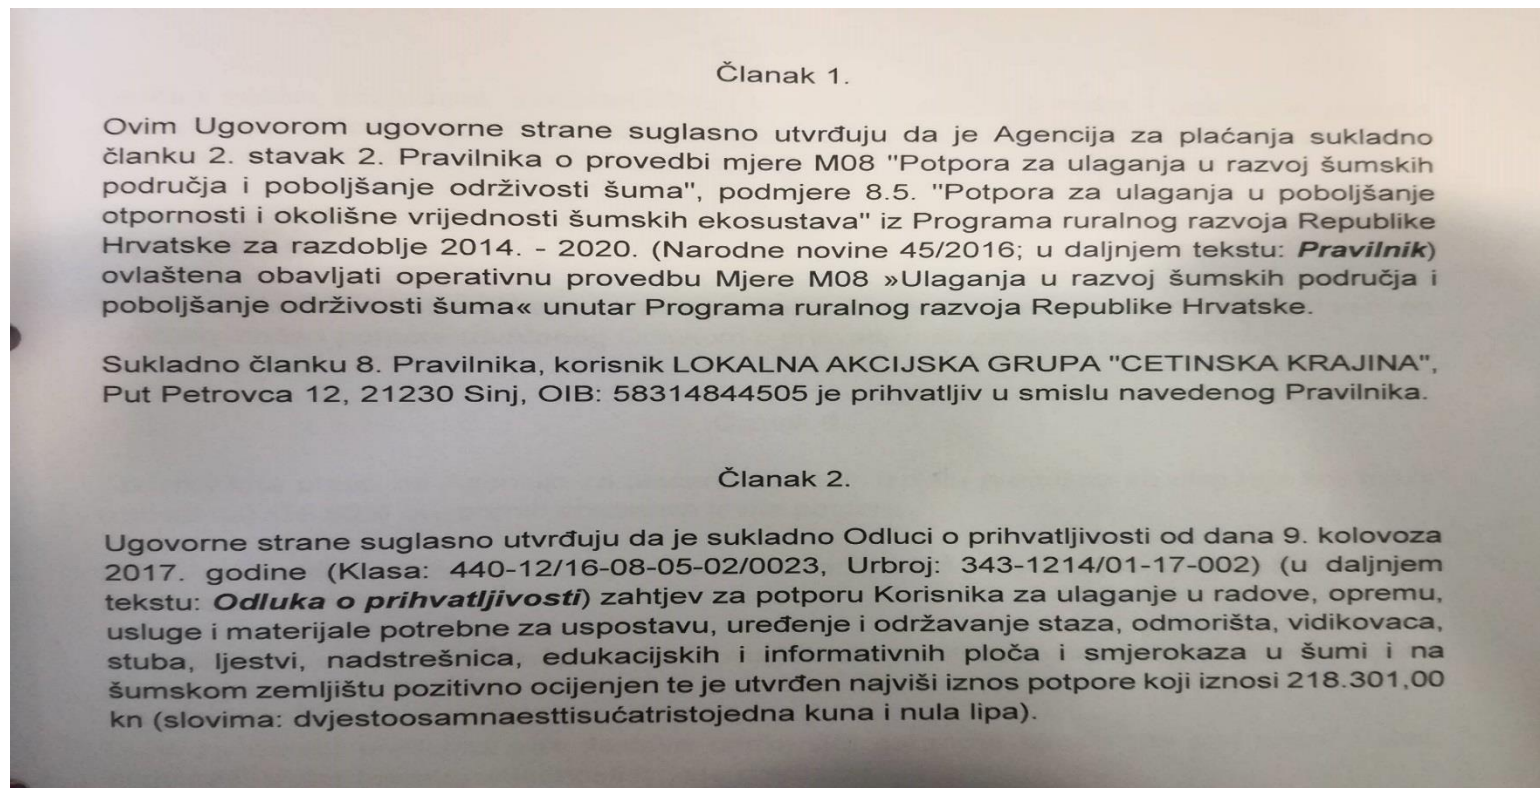 Članak 1.
Ovim Ugovorom ugovorne strane suglasno utvrđuju da je Agencija za plaćanja sukladno
članku 2. stavak 2. Pravilnika o provedbi mjere M08 "Potpora za ulaganja u razvoj šumskih
područja i poboljšanje održivosti šuma", podmjere 8.5. "Potpora za ulaganja u poboljšanje
otpornosti i okolišne vrijednosti šumskih ekosustava" iz Programa ruralnog razvoja Republike
Hrvatske za razdoblje 2014. - 2020. (Narodne novine 45/2016; u daljnjem tekstu: Pravilnik)
ovlaštena obavljati operativnu provedbu Mjere M08 »Ulaganja u razvoj šumskih područja i
poboljšanje održivosti šuma« unutar Programa ruralnog razvoja Republike Hrvatske.
Sukladno članku 8. Pravilnika, korisnik LOKALNA AKCIJSKA GRUPA "CETINSKA KRAJINA",
Put Petrovca 12, 21230 Sinj, OIB: 58314844505 je prihvatljiv u smislu navedenog Pravilnika.
Članak 2.
Ugovorne strane suglasno utvrđuju da je sukladno Odluci o prihvatljivosti od dana 9. kolovoza
2017. godine (Klasa: 440-12/16-08-05-02/0023, Urbroj: 343-1214/01-17-002) (u daljnjem
tekstu: Odluka o prihvatljivosti) zahtjev za potporu Korisnika za ulaganje u radove, opremu,
usluge i materijale potrebne za uspostavu, uređenje i održavanje staza, odmorišta, vidikovaca,
stuba, ljestvi, nadstrešnica, edukacijskih i informativnih ploča i smjerokaza u šumi i na
šumskom zemljištu pozitivno ocijenjen te je utvrđen najviši iznos potpore koji iznosi 218.301,00
kn (slovima: dvjestoosamnaesttisućatristojedna kuna i nula lipa).